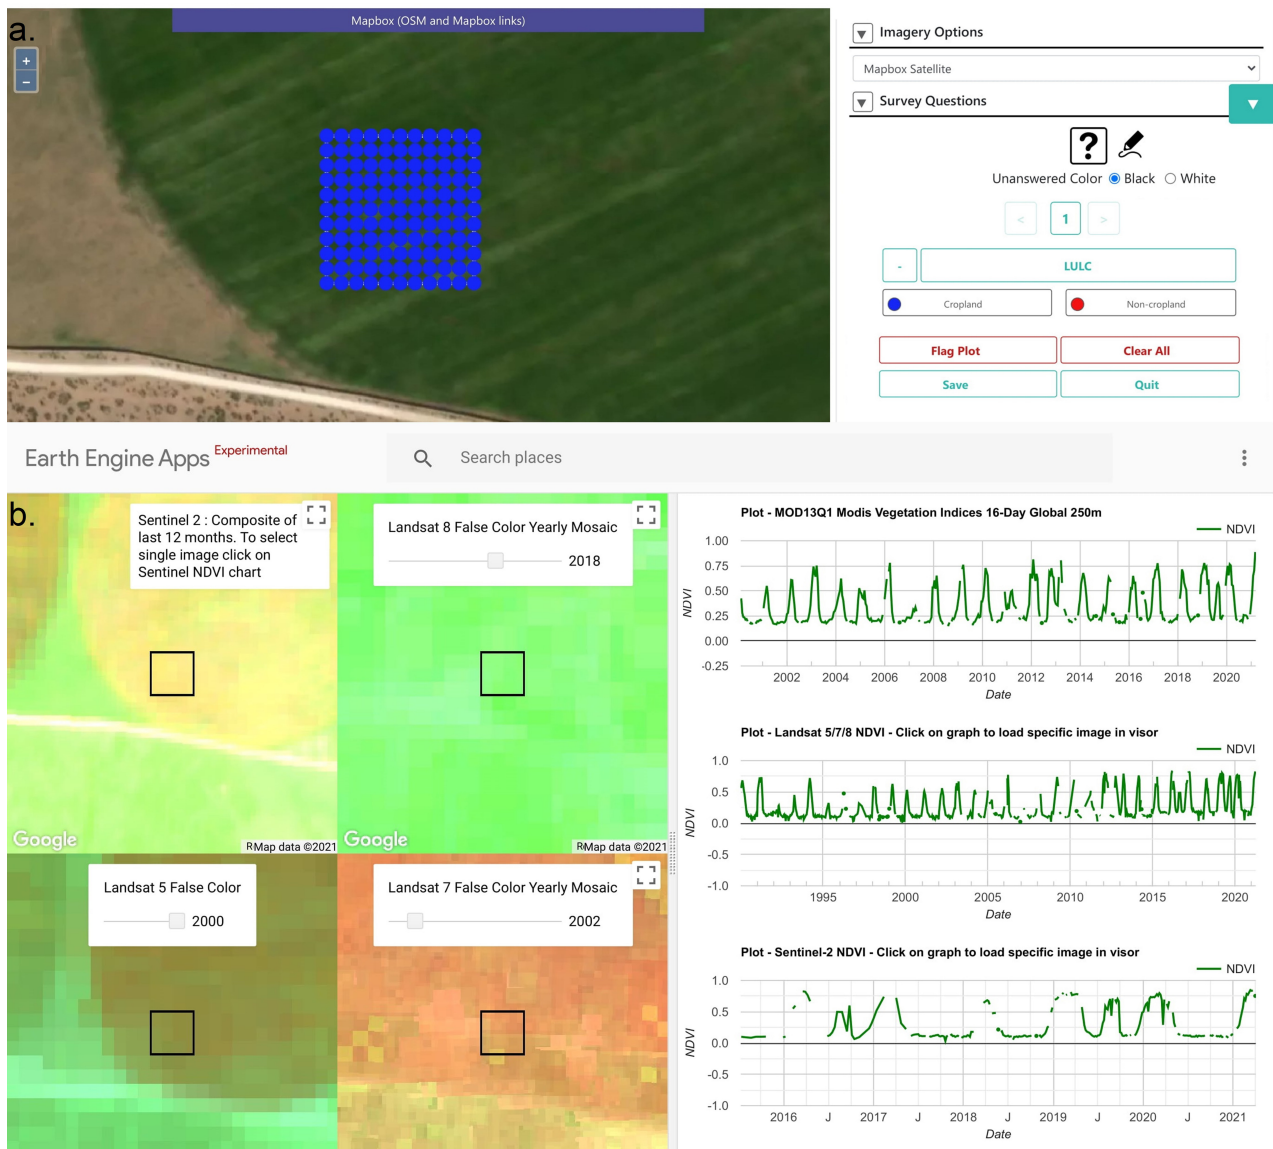 a.
Mapbox (OSM and Mapbox links)
+
-
Imagery Options
Mapbox Satellite
Survey Questions
?
Unanswered Color Black White
< 1 >
- LULC
Cropland Non-cropland
Flag Plot Clear All
Save Quit
Earth Engine Apps Experimental
Search places
b.
Sentinel 2 : Composite of
last 12 months. To select
single image click on
Sentinel NDVI chart
Google
Map data ©2021
Landsat 8 False Color Yearly Mosaic
2018
Google
Map data ©2021
Landsat 5 False Color
2000
Landsat 7 False Color Yearly Mosaic
2002
Plot - MOD13Q1 Modis Vegetation Indices 16-Day Global 250m
NDVI
1.00
0.75
0.50
0.25
0.00
-0.25
NDVI
2002 2004 2006 2008 2010 2012 2014 2016 2018 2020
Date
Plot - Landsat 5/7/8 NDVI - Click on graph to load specific image in visor
NDVI
1.0
0.5
0.0
-0.5
-1.0
NDVI
1995 2000 2005 2010 2015 2020
Date
Plot - Sentinel-2 NDVI - Click on graph to load specific image in visor
NDVI
1.0
0.5
0.0
-0.5
-1.0
NDVI
2016 J 2017 J 2018 J 2019 J 2020 J 2021
Date